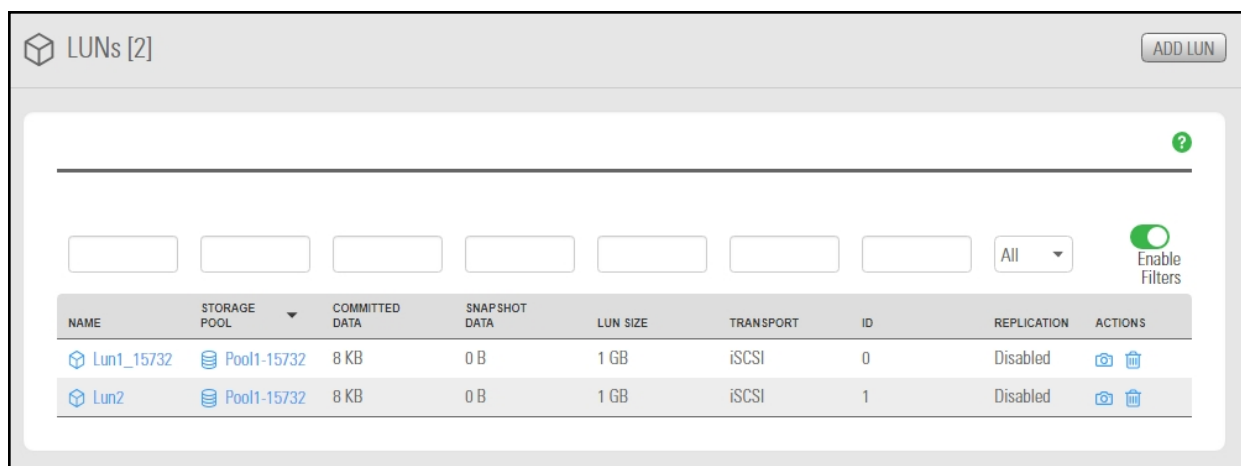 LUNs [2]
ADD LUN
?
All
Enable
Filters
NAME STORAGE POOL COMMITTED DATA SNAPSHOT DATA LUN SIZE TRANSPORT ID REPLICATION ACTIONS
Lun1_15732 Pool1-15732 8 KB 0 B 1 GB iSCSI 0 Disabled
Lun2 Pool1-15732 8 KB 0 B 1 GB iSCSI 1 Disabled